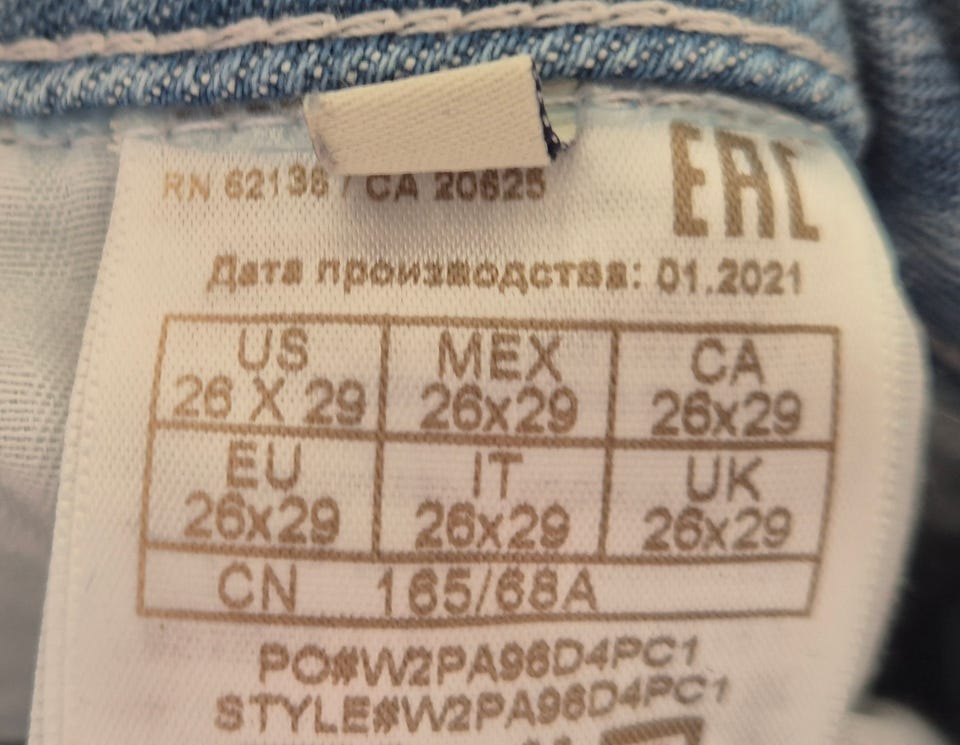 RN 62136 / CA 20625
EAC
Дата производства: 01.2021
US MEX CA
26 X 29 26x29 26x29
EU IT UK
26x29 26x29 26x29
CN 165/68A
PO#W2PA96D4PC1
STYLE#W2PA96D4PC1